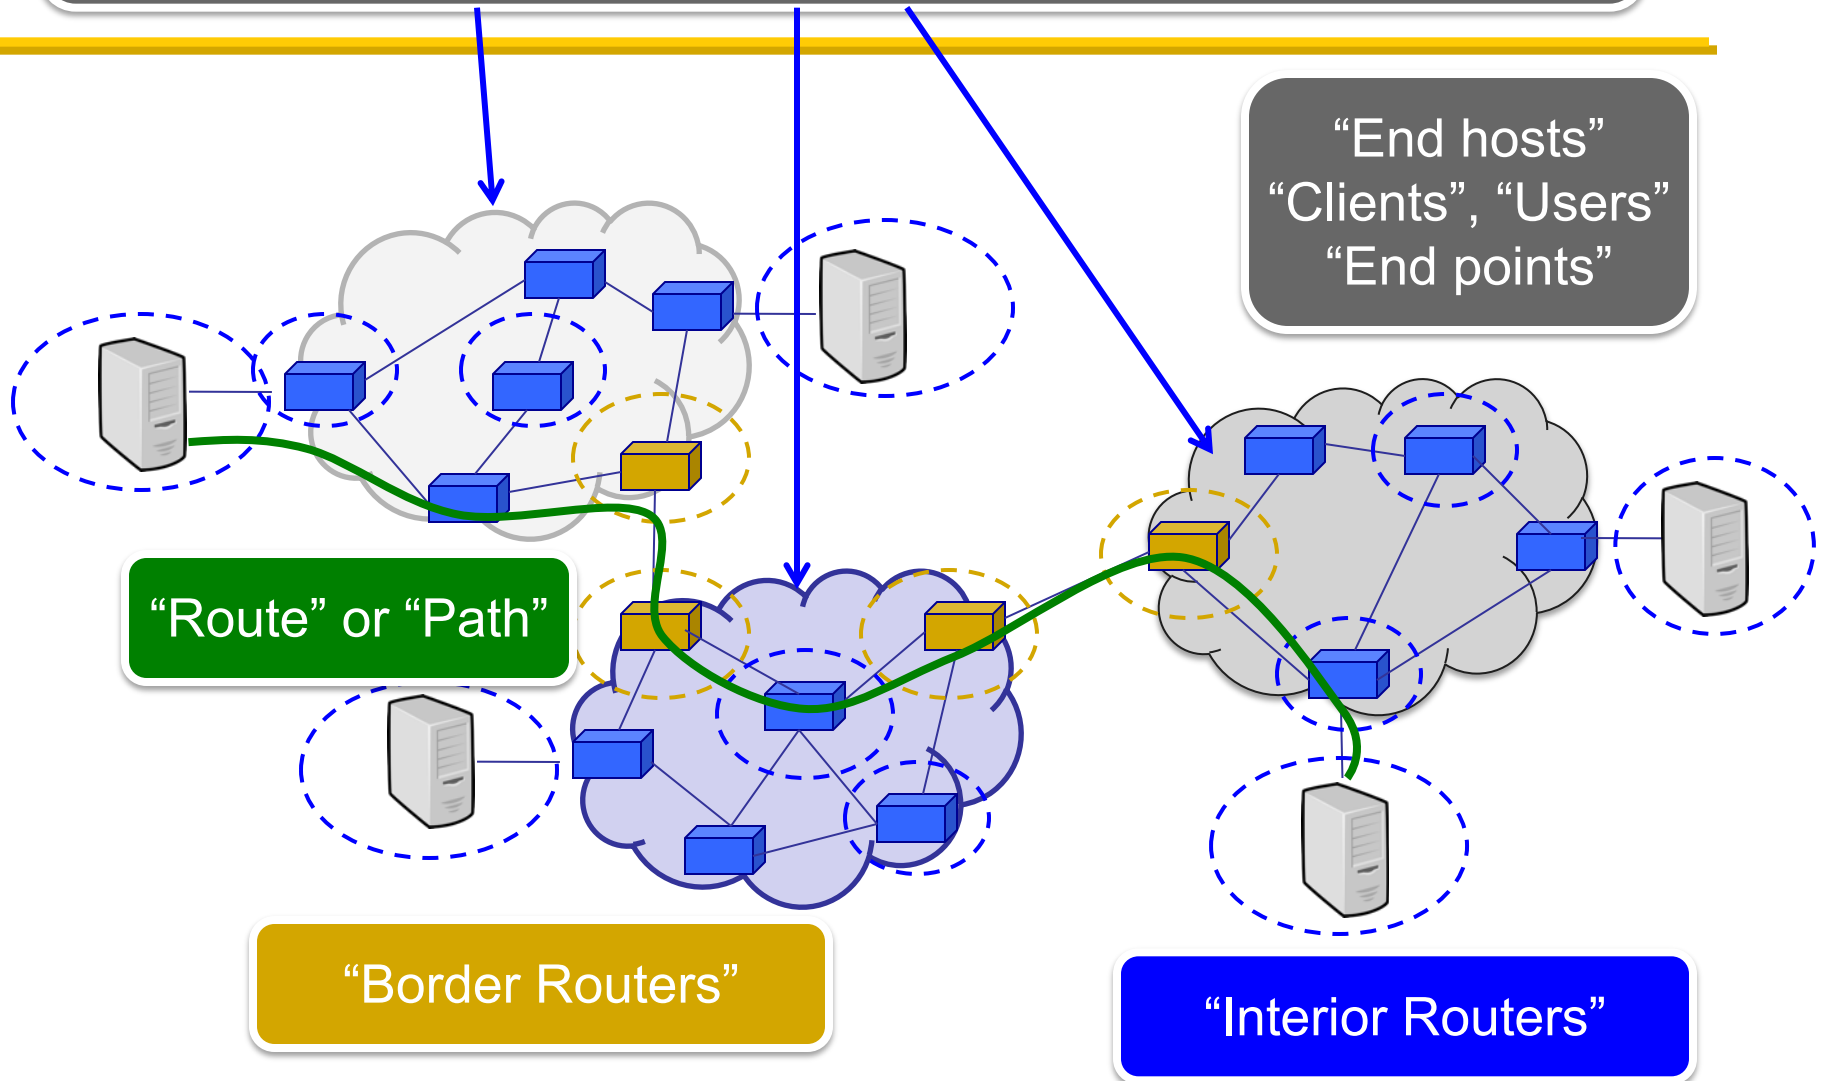 “End hosts”
“Clients”, “Users”
“End points”
“Route” or “Path”
“Border Routers”
“Interior Routers”